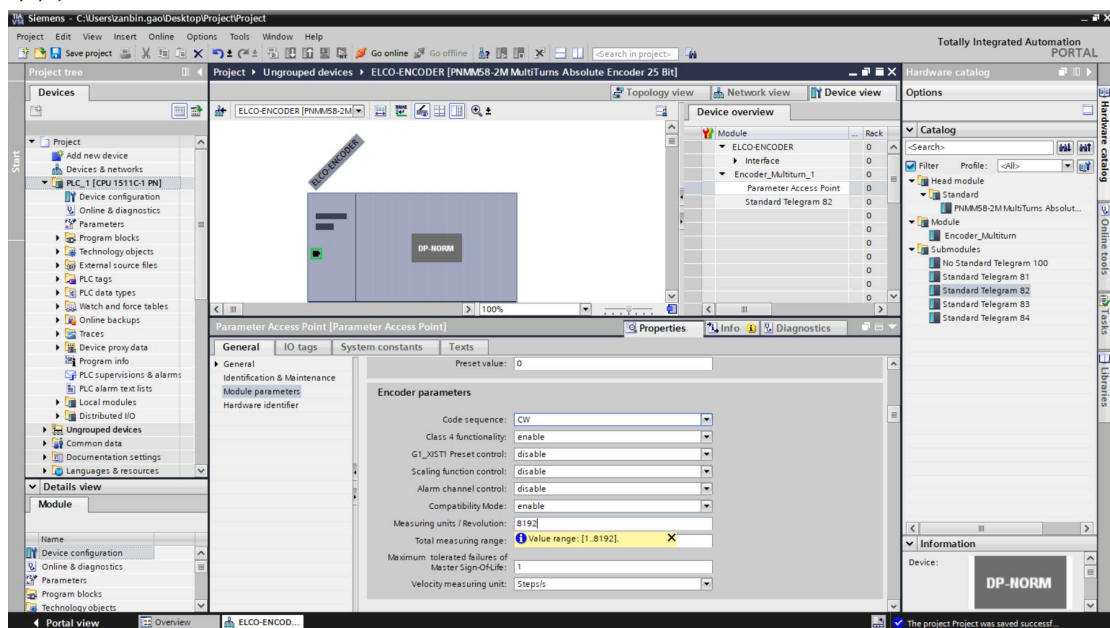 Siemens - C:\Users\zanbin.gao\Desktop\Project\Project
Project Edit View Insert Online Options Tools Window Help
Totally Integrated Automation
PORTAL
Save project
Go online
Go offline
<Search in project>
Project tree
Project ▸ Ungrouped devices ▸ ELCO-ENCODER [PNMM58-2M MultiTurns Absolute Encoder 25 Bit]
Hardware catalog
Devices
Topology view
Network view
Device view
Options
ELCO-ENCODER [PNMM58-2M
Device overview
Project
Add new device
Devices & networks
PLC_1 [CPU 1511C-1 PN]
Device configuration
Online & diagnostics
Parameters
Program blocks
Technology objects
External source files
PLC tags
PLC data types
Watch and force tables
Online backups
Traces
Device proxy data
Program info
PLC supervisions & alarms
PLC alarm text lists
Local modules
Distributed I/O
Ungrouped devices
Common data
Documentation settings
Languages & resources
ELCO-ENCODER
DP-NORM
100%
Module ... Rack
ELCO-ENCODER 0
Interface 0
Encoder_Multiturn_1 0
Parameter Access Point 0
Standard Telegram 82 0
0
0
0
0
0
0
0
Catalog
<Search>
Filter Profile: <All>
Head module
Standard
PNMM58-2M MultiTurns Absolut...
Module
Encoder_Multiturn
Submodules
No Standard Telegram 100
Standard Telegram 81
Standard Telegram 82
Standard Telegram 83
Standard Telegram 84
Parameter Access Point [Parameter Access Point]
Properties
Info
Diagnostics
General IO tags System constants Texts
General
Identification & Maintenance
Module parameters
Hardware identifier
Preset value: 0
Encoder parameters
Code sequence: CW
Class 4 functionality: enable
G1_XIST1 Preset control: disable
Scaling function control: disable
Alarm channel control: disable
Compatibility Mode: enable
Measuring units / Revolution: 8192
Total measuring range:
Value range: [1..8192].
Maximum tolerated failures of
Master Sign-Of-Life: 1
Velocity measuring unit: Steps/s
Details view
Module
Name
Device configuration
Online & diagnostics
Parameters
Program blocks
Technology objects
Information
Device:
DP-NORM
Start
Hardware catalog
Online tools
Tasks
Libraries
Portal view
Overview
ELCO-ENCOD...
The project Project was saved successf...